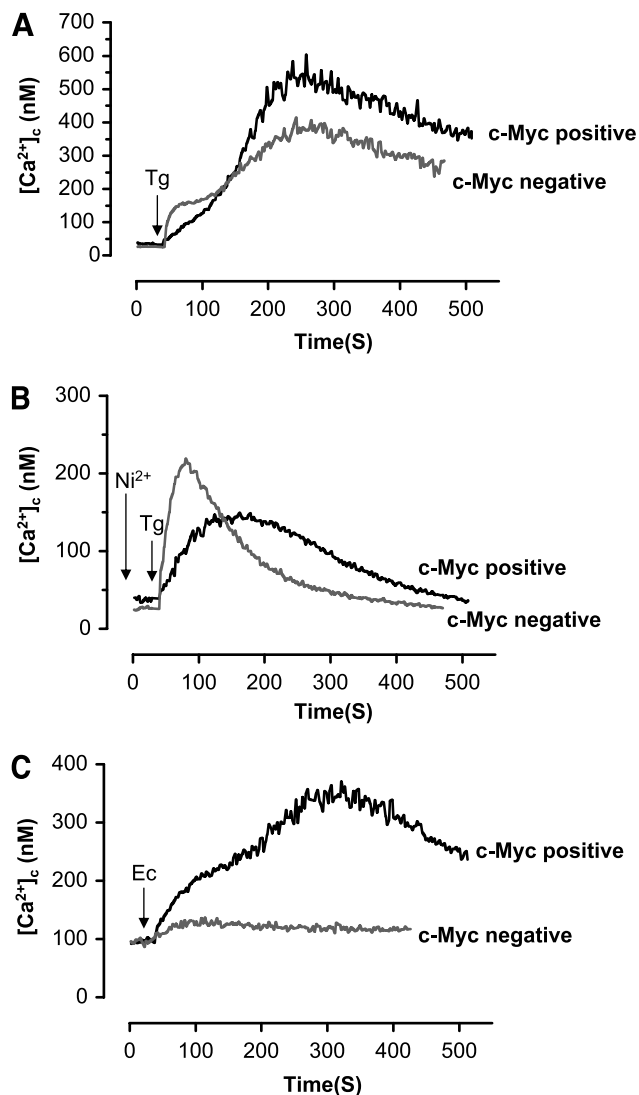 A
[Ca²⁺]c (nM)
700
600
500
400
300
200
100
0
Tg
c-Myc positive
c-Myc negative
0 100 200 300 400 500
Time(S)
B
[Ca²⁺]c (nM)
300
200
100
0
Ni²⁺
Tg
c-Myc positive
c-Myc negative
0 100 200 300 400 500
Time(S)
C
[Ca²⁺]c (nM)
400
300
200
100
0
Ec
c-Myc positive
c-Myc negative
0 100 200 300 400 500
Time(S)